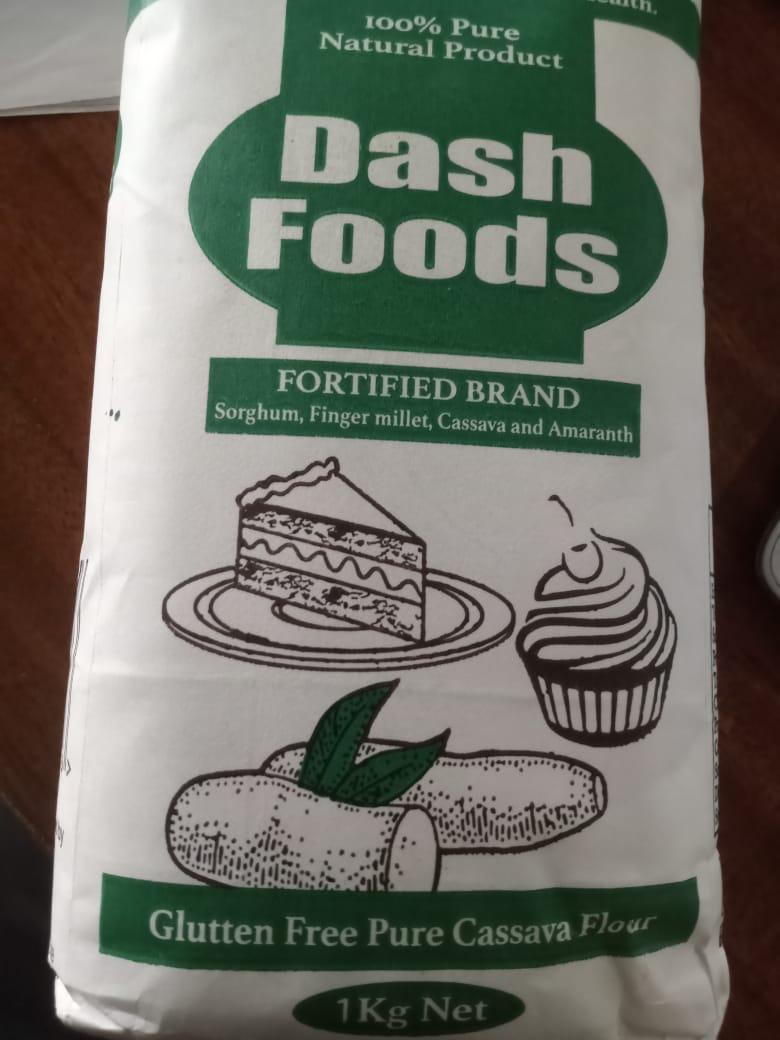 100% Pure
Natural Product
Dash
Foods
FORTIFIED BRAND
Sorghum, Finger millet, Cassava and Amaranth
Glutten Free Pure Cassava Flour
1Kg Net